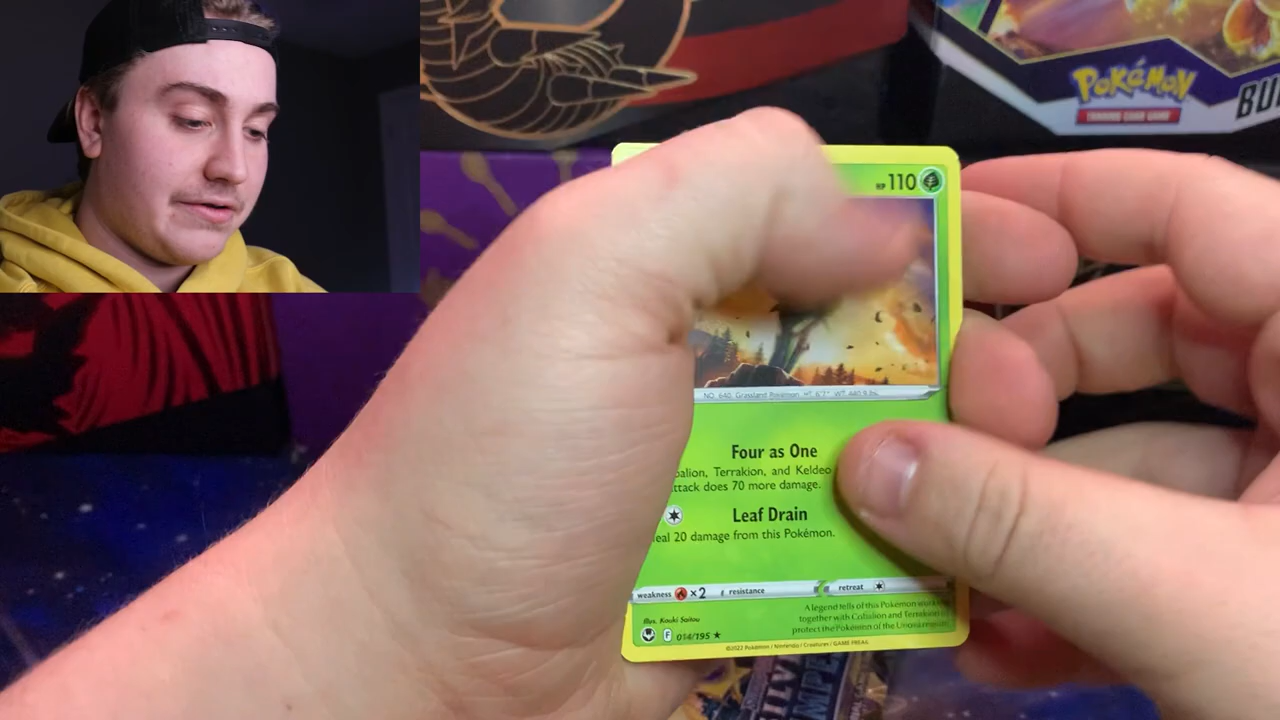 POKÉMON
TRADING CARD GAME
BU
HP 110
NO. 640 Grassland Pokémon HT: 6'7" WT: 440.9 lbs.
Four as One
balion, Terrakion, and Keldeo
ttack does 70 more damage.
Leaf Drain
eal 20 damage from this Pokémon.
weakness ×2 resistance retreat
Illus. Kouki Saitou
F 014/195 ★
A legend tells of this Pokémon
together with Cobalion and Terrakion
protect the Pokémon of the Unova region.
©2022 Pokémon / Nintendo / Creatures / GAME FREAK
SILV
MPE